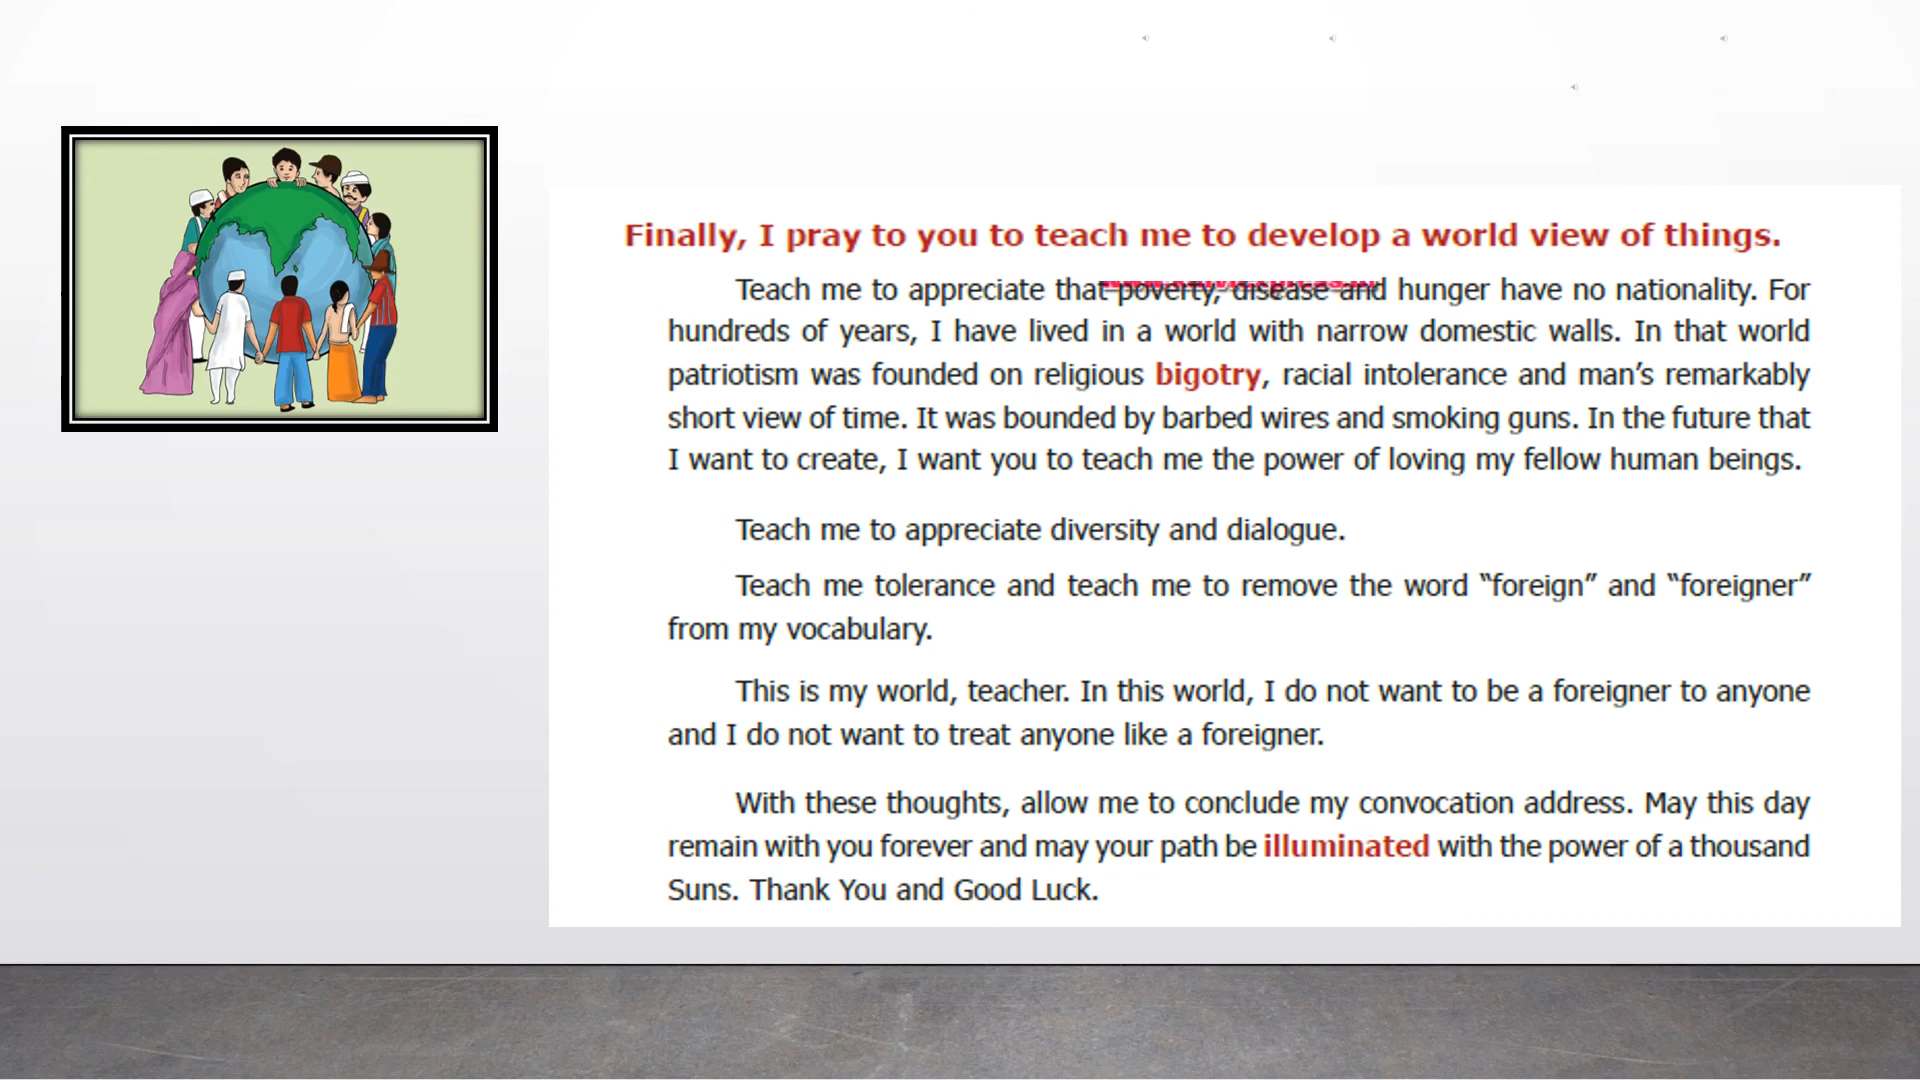 Finally, I pray to you to teach me to develop a world view of things.
Teach me to appreciate that poverty, disease and hunger have no nationality. For
hundreds of years, I have lived in a world with narrow domestic walls. In that world
patriotism was founded on religious bigotry, racial intolerance and man’s remarkably
short view of time. It was bounded by barbed wires and smoking guns. In the future that
I want to create, I want you to teach me the power of loving my fellow human beings.
Teach me to appreciate diversity and dialogue.
Teach me tolerance and teach me to remove the word “foreign” and “foreigner”
from my vocabulary.
This is my world, teacher. In this world, I do not want to be a foreigner to anyone
and I do not want to treat anyone like a foreigner.
With these thoughts, allow me to conclude my convocation address. May this day
remain with you forever and may your path be illuminated with the power of a thousand
Suns. Thank You and Good Luck.